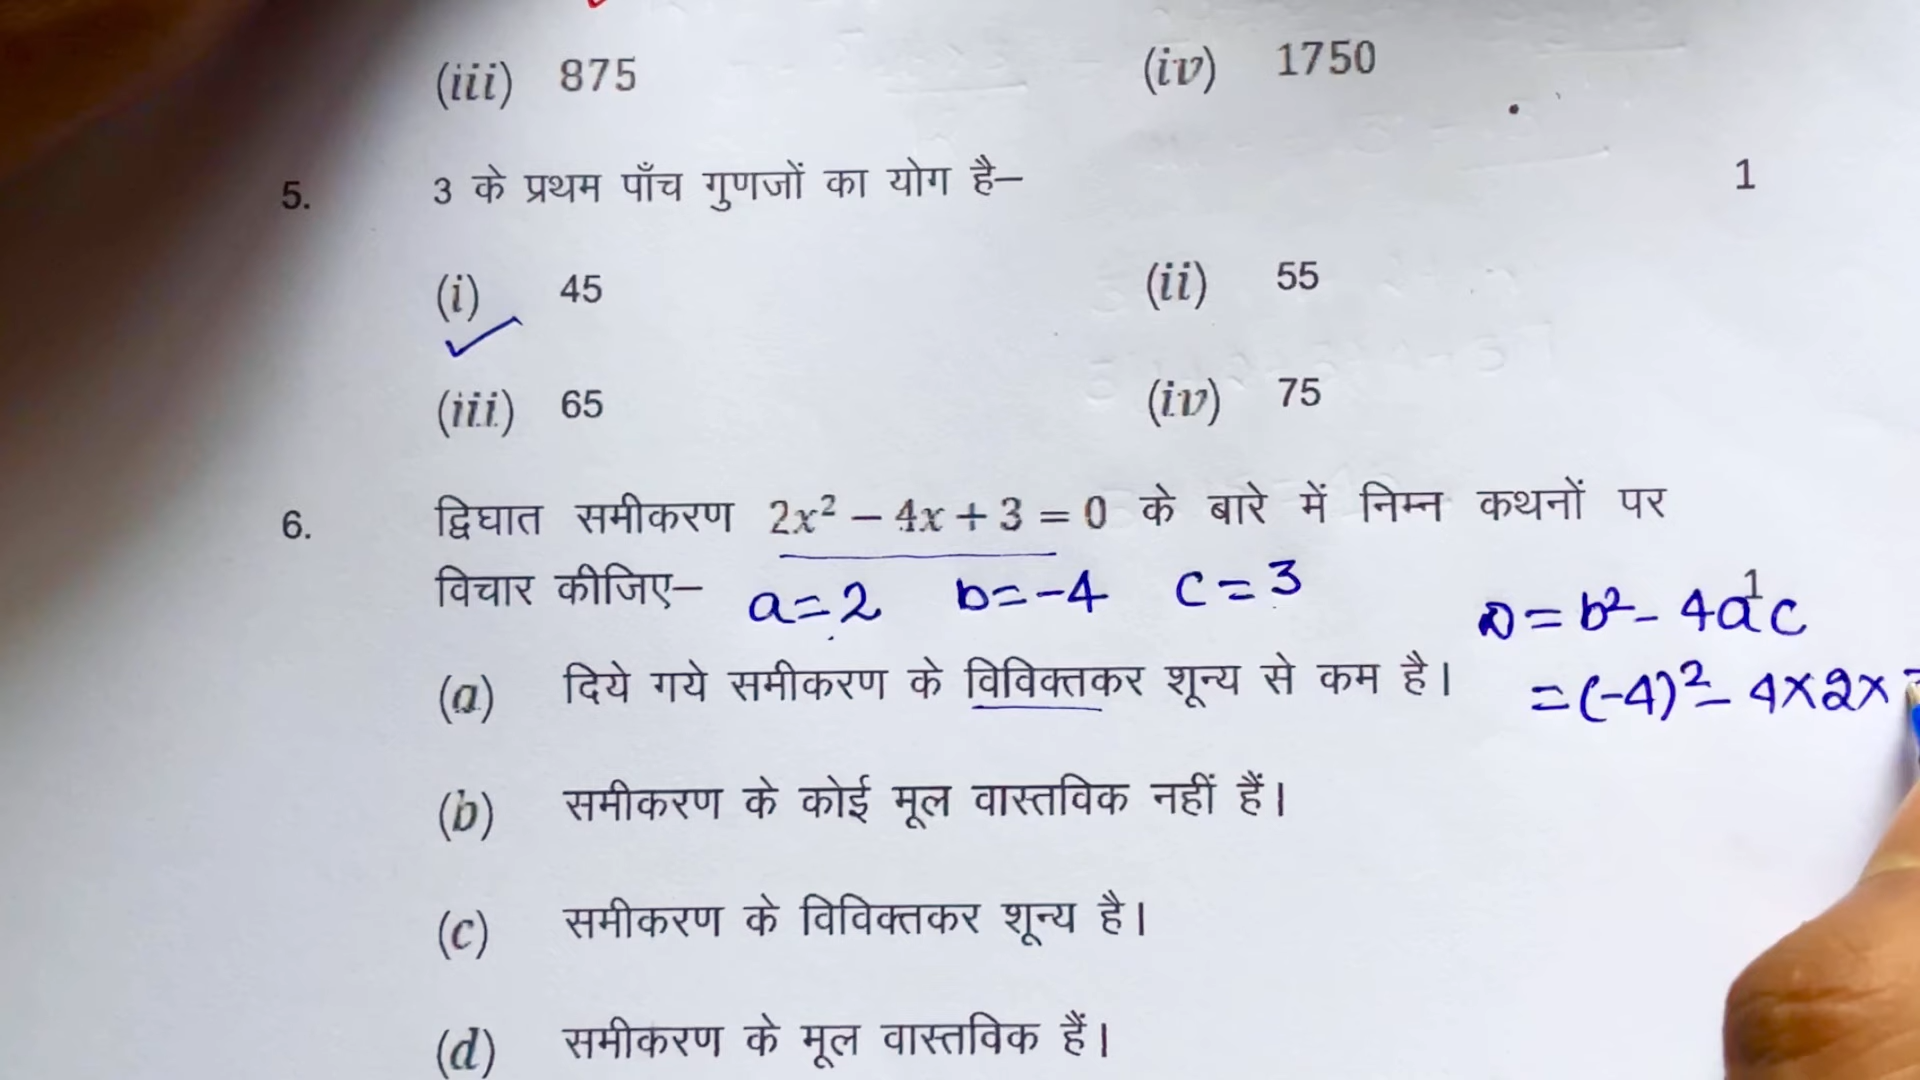 (iii) 875 (iv) 1750
5. 3 के प्रथम पाँच गुणजों का योग है– 1
(i) 45 (ii) 55
(iii) 65 (iv) 75
6. द्विघात समीकरण 2x² – 4x + 3 = 0 के बारे में निम्न कथनों पर 1
विचार कीजिए– a=2 b=-4 c=3 D = b² - 4ac
(a) दिये गये समीकरण के विविक्तकर शून्य से कम है। =(-4)² - 4×2×
(b) समीकरण के कोई मूल वास्तविक नहीं हैं।
(c) समीकरण के विविक्तकर शून्य है।
(d) समीकरण के मूल वास्तविक हैं।